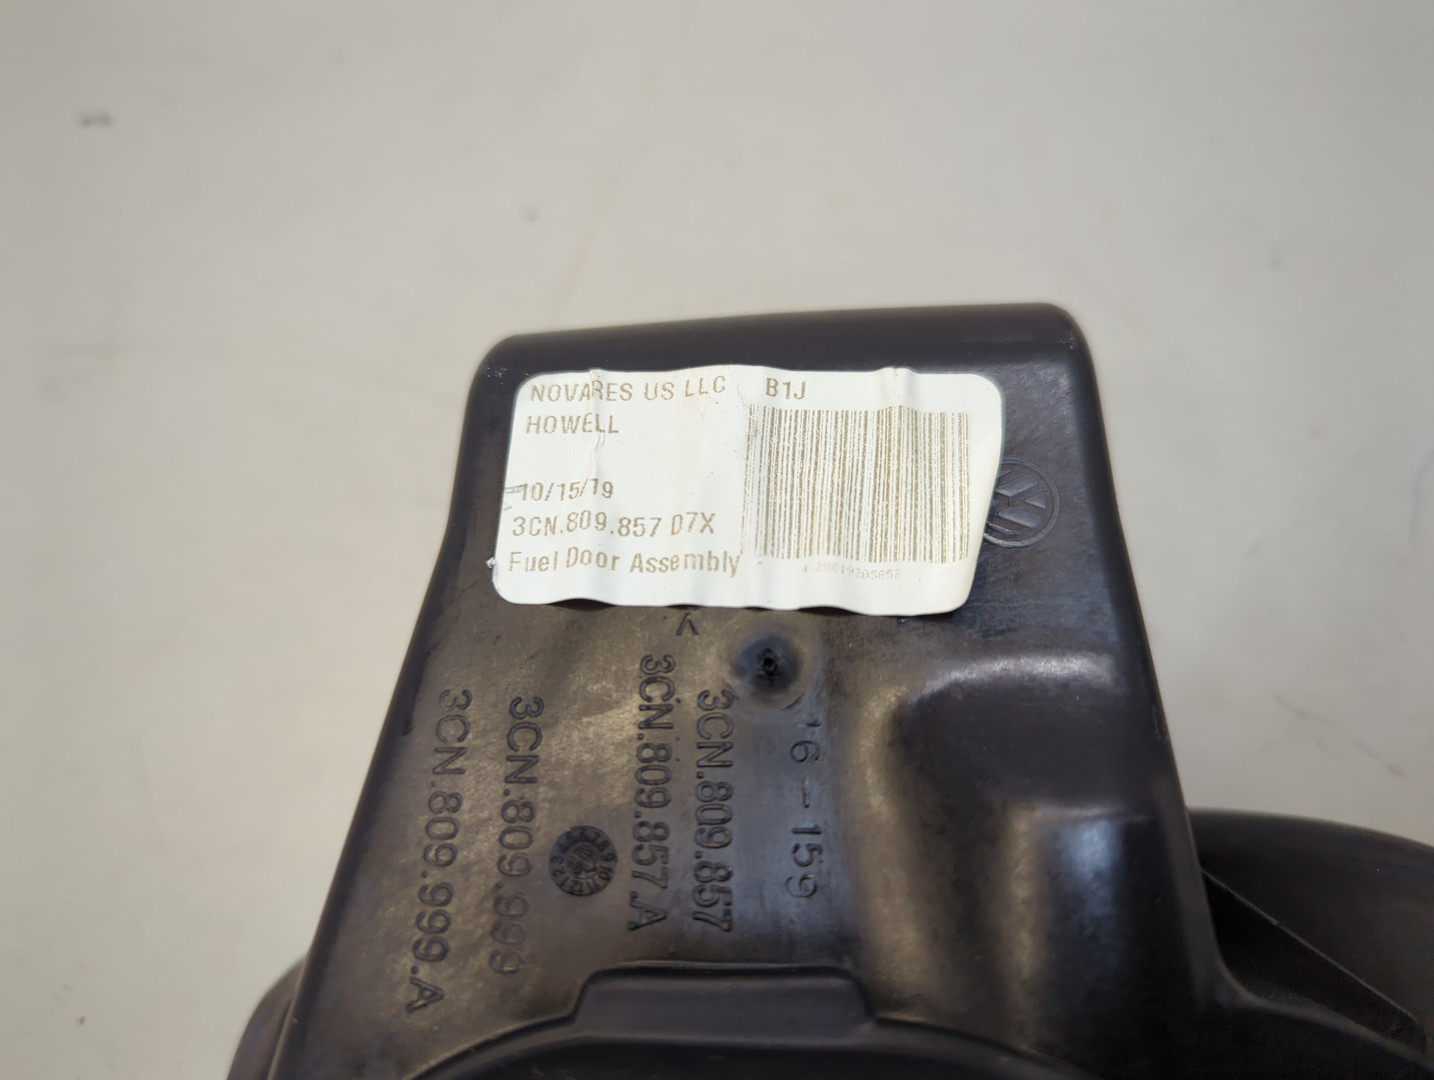 NOVARES US LLC B1J
HOWELL
10/15/19
3CN.809.857 D7X
Fuel Door Assembly
3CN.809.857
3CN.809.857.A
3CN.809.999
3CN.809.999.A
16-159